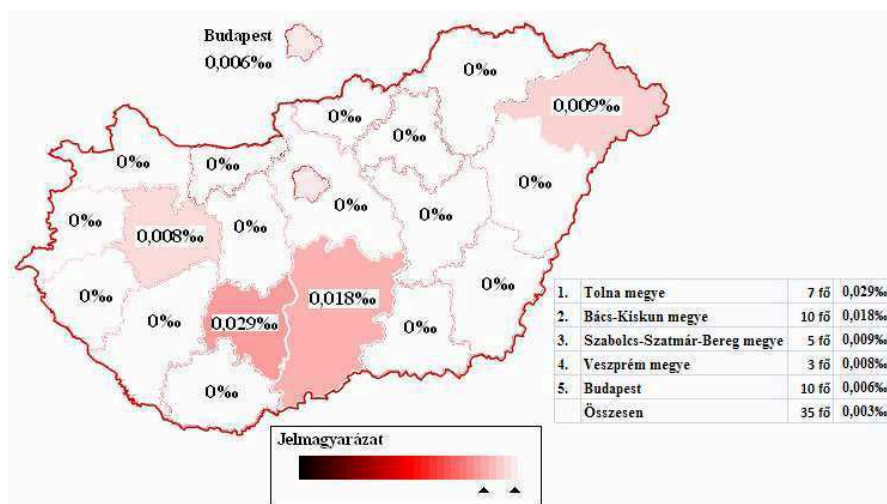 Budapest
0,006‰
0‰
0,009‰
0‰
0‰
0‰
0‰
0‰
0‰
0‰
0‰
0‰
0,008‰
0‰
0‰
0‰
0,018‰
0‰
0,029‰
0‰
0‰
1. Tolna megye 7 fő 0,029‰
2. Bács-Kiskun megye 10 fő 0,018‰
3. Szabolcs-Szatmár-Bereg megye 5 fő 0,009‰
4. Veszprém megye 3 fő 0,008‰
5. Budapest 10 fő 0,006‰
Összesen 35 fő 0,003‰
Jelmagyarázat